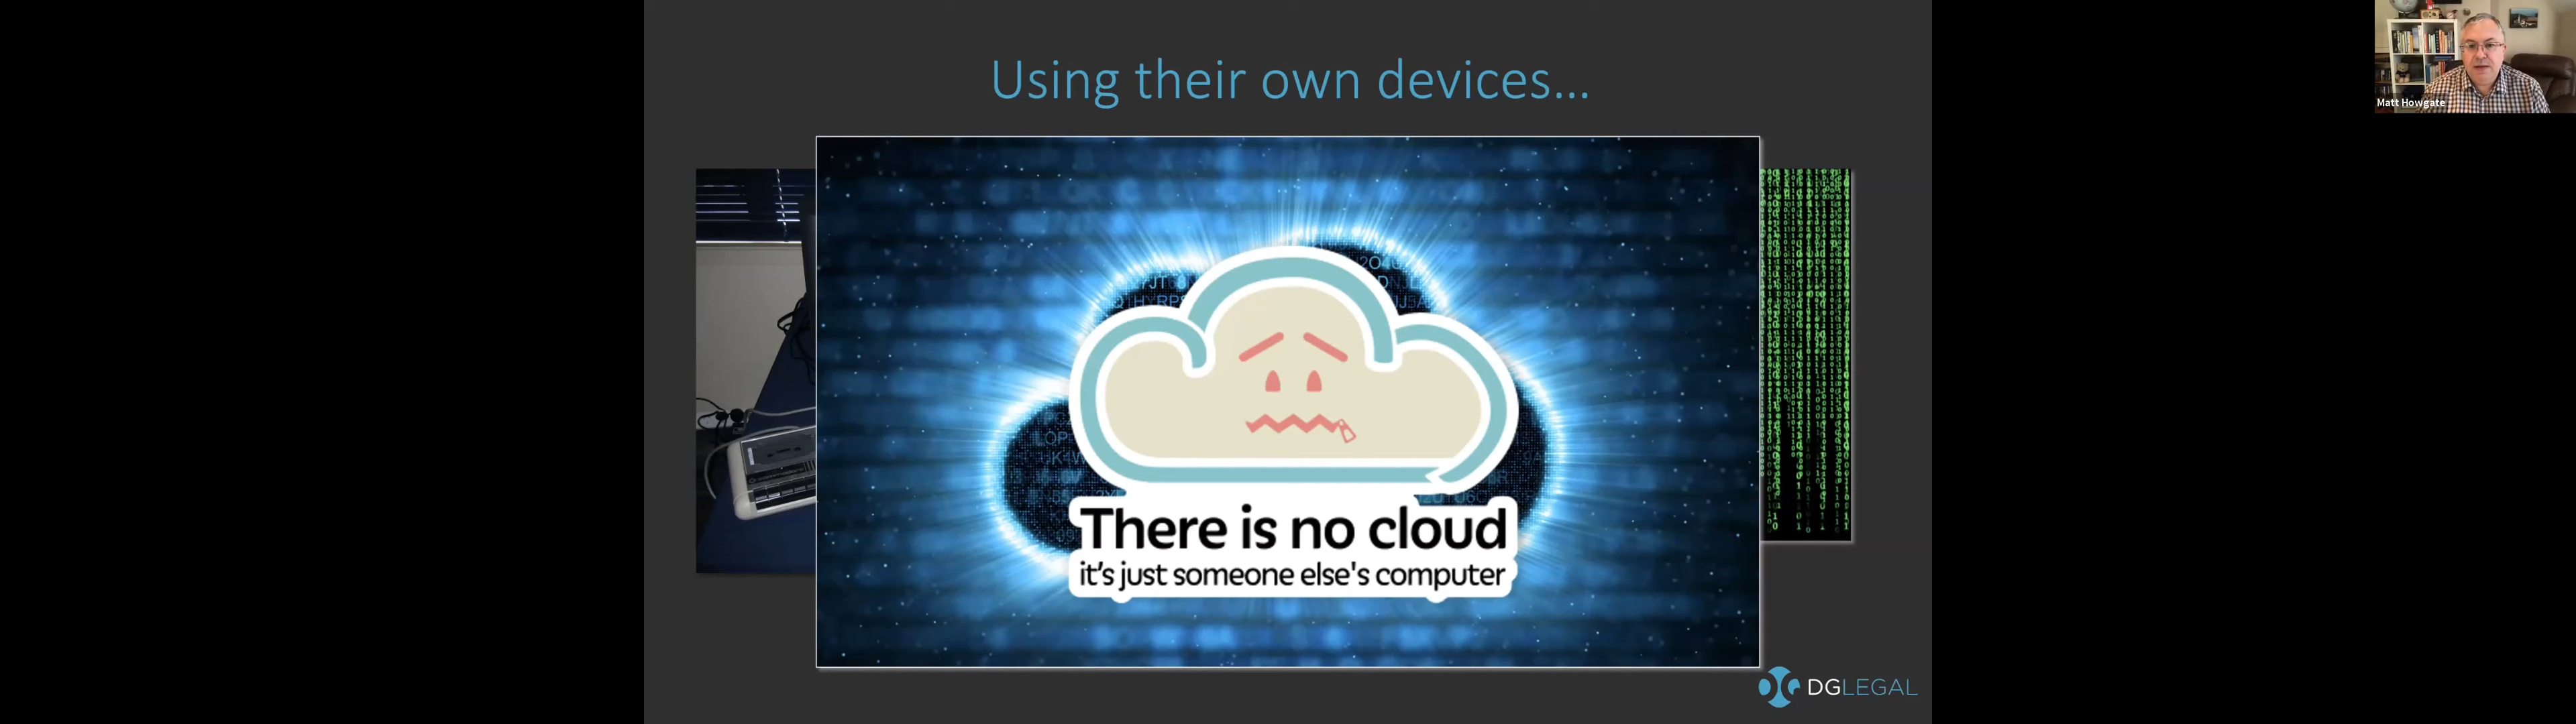 Using their own devices...
Matt Howgate
There is no cloud
it's just someone else's computer
DGLEGAL